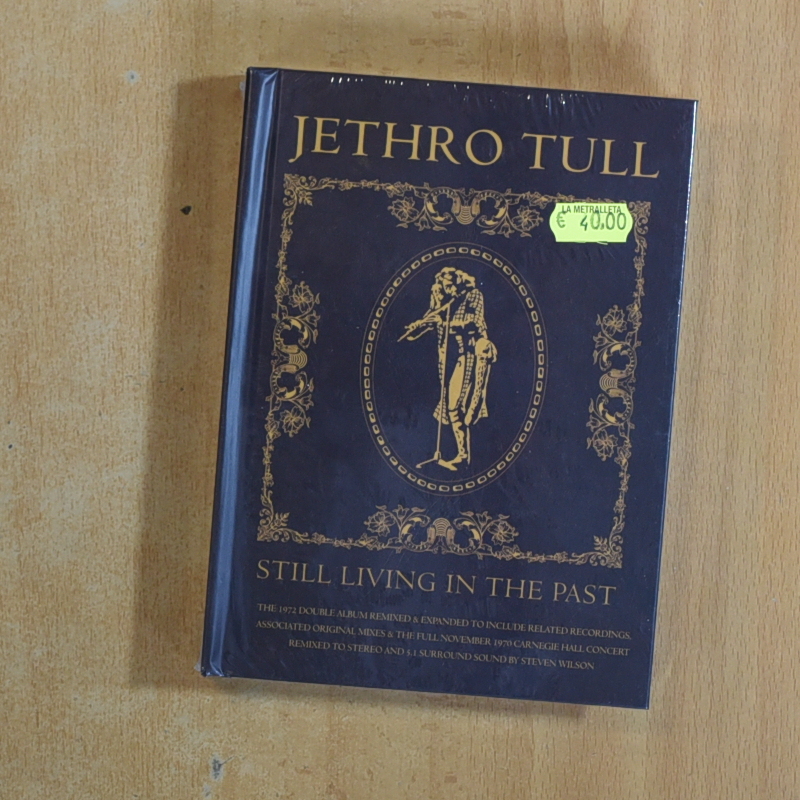 JETHRO TULL
LA METRALLETA
€ 40,00
STILL LIVING IN THE PAST
THE 1972 DOUBLE ALBUM REMIXED & EXPANDED TO INCLUDE RELATED RECORDINGS,
ASSOCIATED ORIGINAL MIXES & THE FULL NOVEMBER 1970 CARNEGIE HALL CONCERT
REMIXED TO STEREO AND 5.1 SURROUND SOUND BY STEVEN WILSON